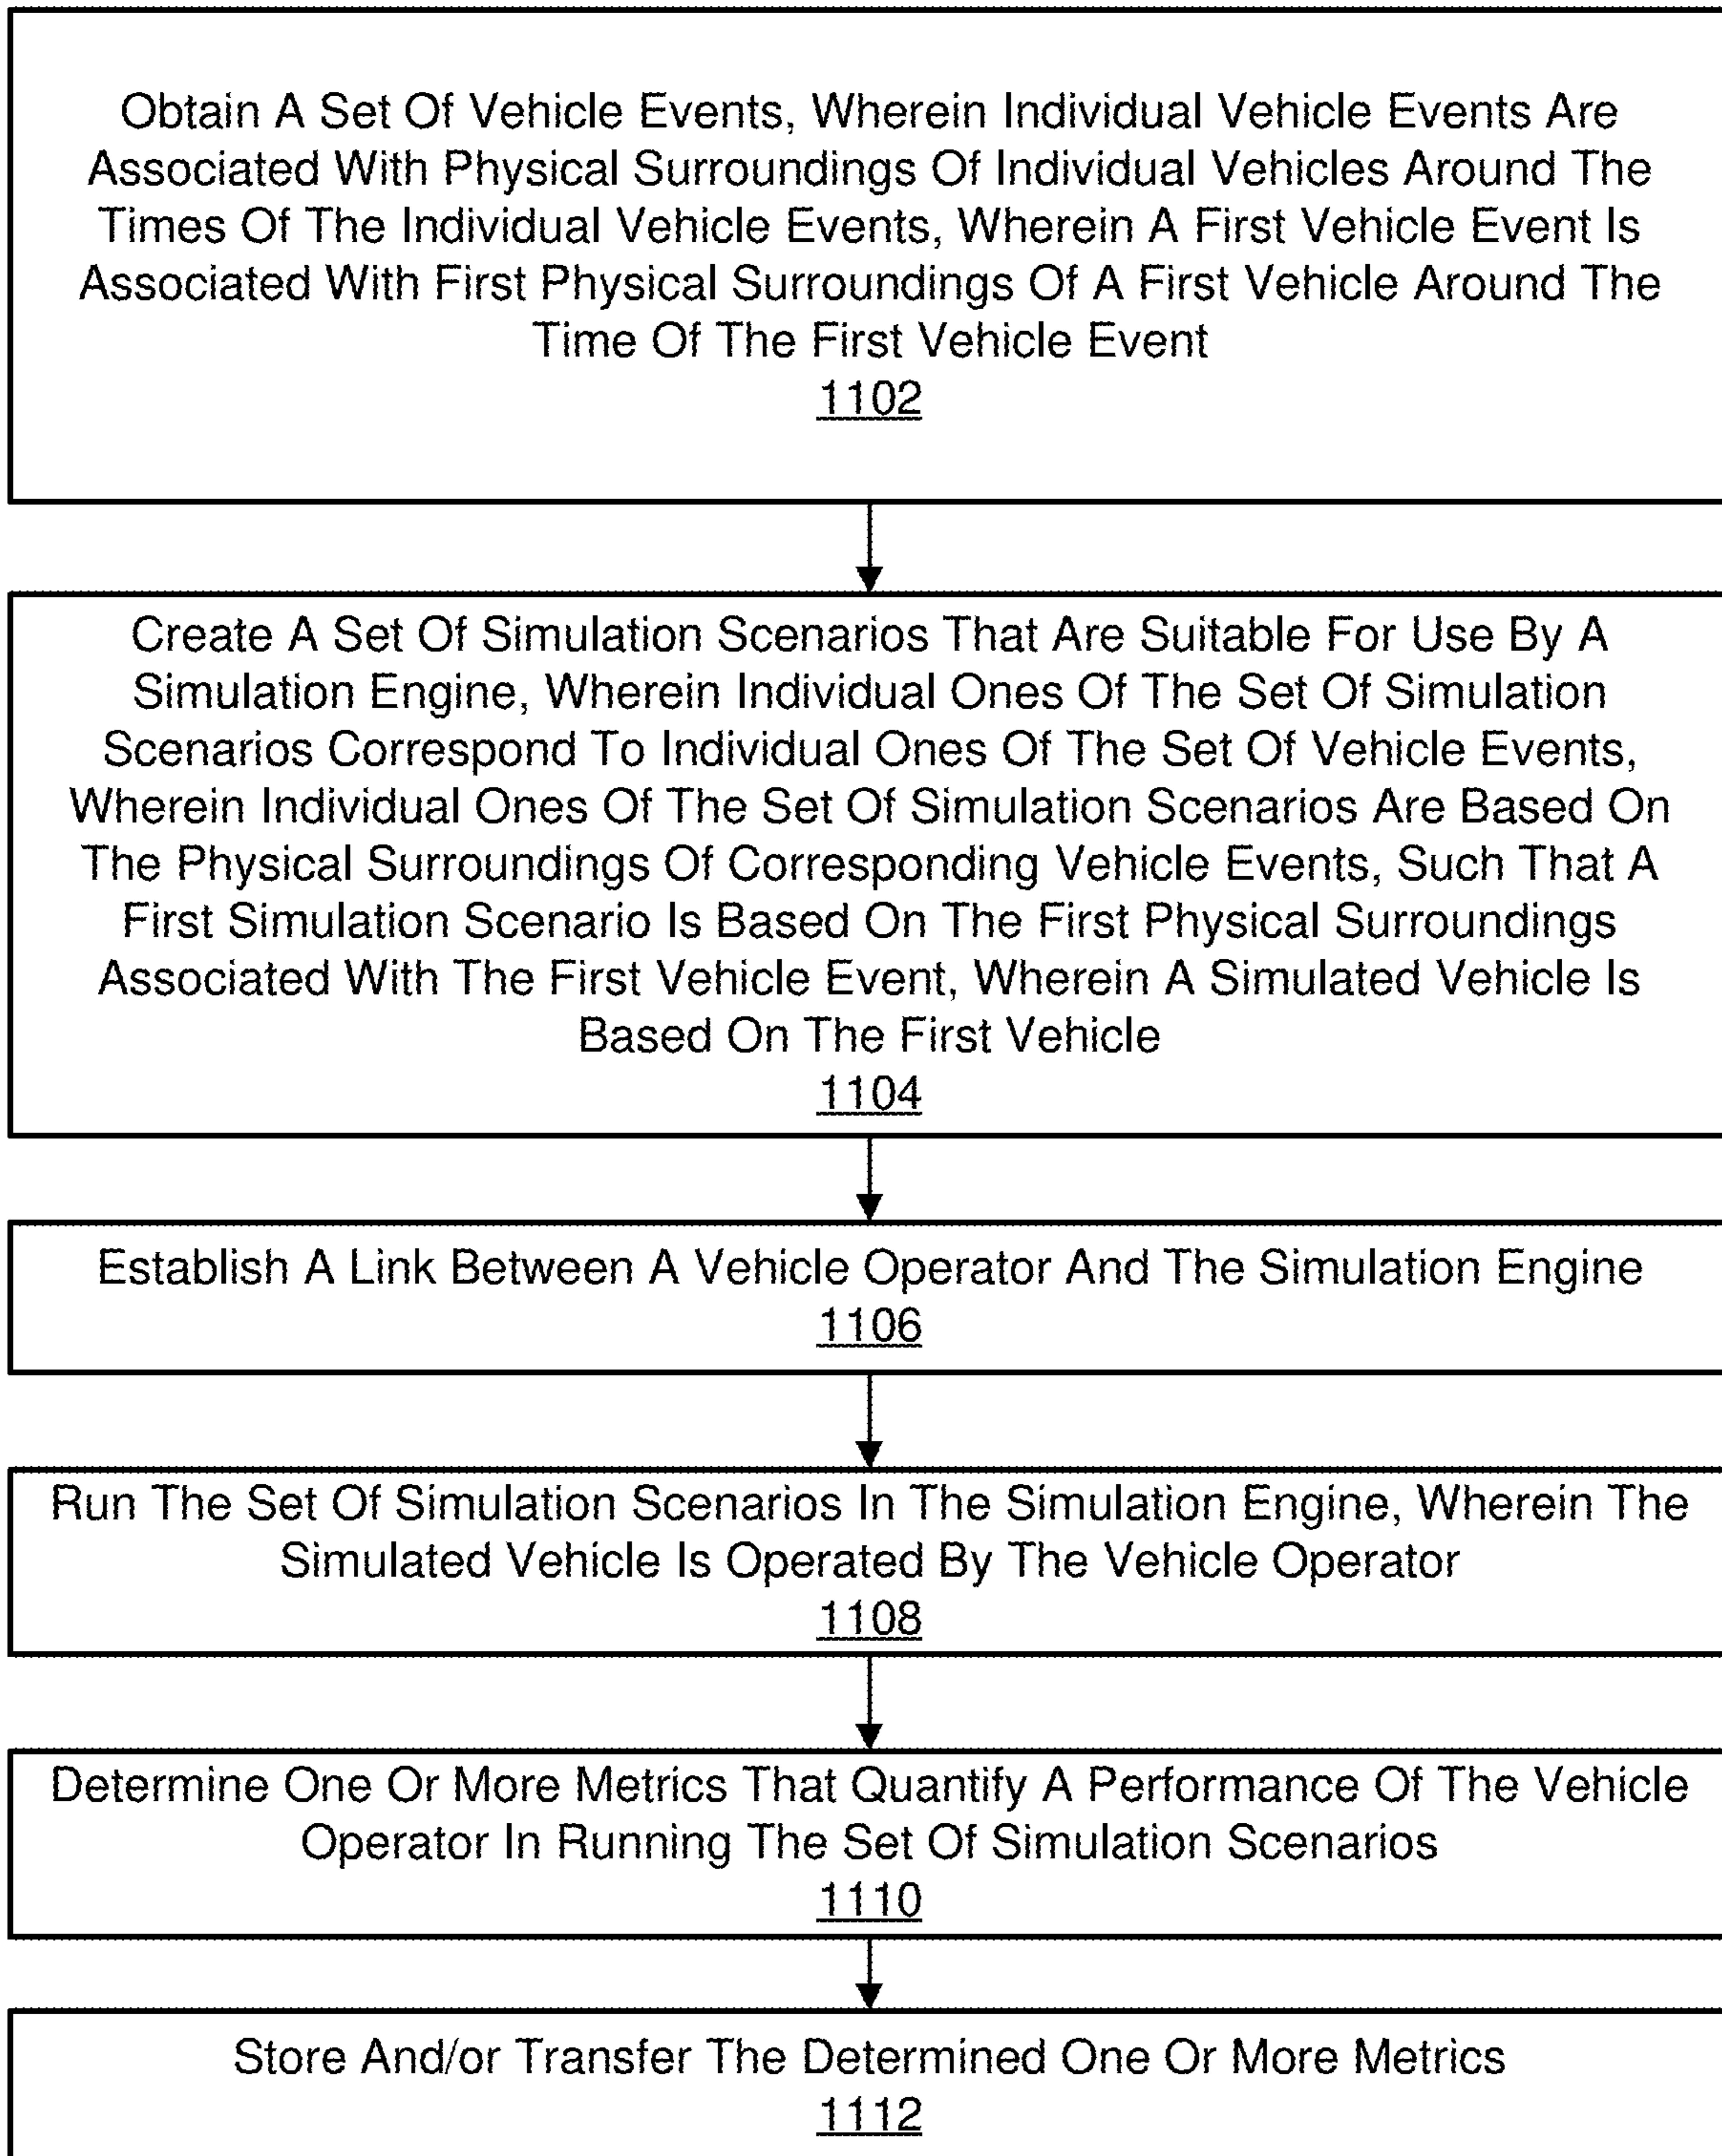 Obtain A Set Of Vehicle Events, Wherein Individual Vehicle Events Are
Associated With Physical Surroundings Of Individual Vehicles Around The
Times Of The Individual Vehicle Events, Wherein A First Vehicle Event Is
Associated With First Physical Surroundings Of A First Vehicle Around The
Time Of The First Vehicle Event
1102
Create A Set Of Simulation Scenarios That Are Suitable For Use By A
Simulation Engine, Wherein Individual Ones Of The Set Of Simulation
Scenarios Correspond To Individual Ones Of The Set Of Vehicle Events,
Wherein Individual Ones Of The Set Of Simulation Scenarios Are Based On
The Physical Surroundings Of Corresponding Vehicle Events, Such That A
First Simulation Scenario Is Based On The First Physical Surroundings
Associated With The First Vehicle Event, Wherein A Simulated Vehicle Is
Based On The First Vehicle
1104
Establish A Link Between A Vehicle Operator And The Simulation Engine
1106
Run The Set Of Simulation Scenarios In The Simulation Engine, Wherein The
Simulated Vehicle Is Operated By The Vehicle Operator
1108
Determine One Or More Metrics That Quantify A Performance Of The Vehicle
Operator In Running The Set Of Simulation Scenarios
1110
Store And/or Transfer The Determined One Or More Metrics
1112